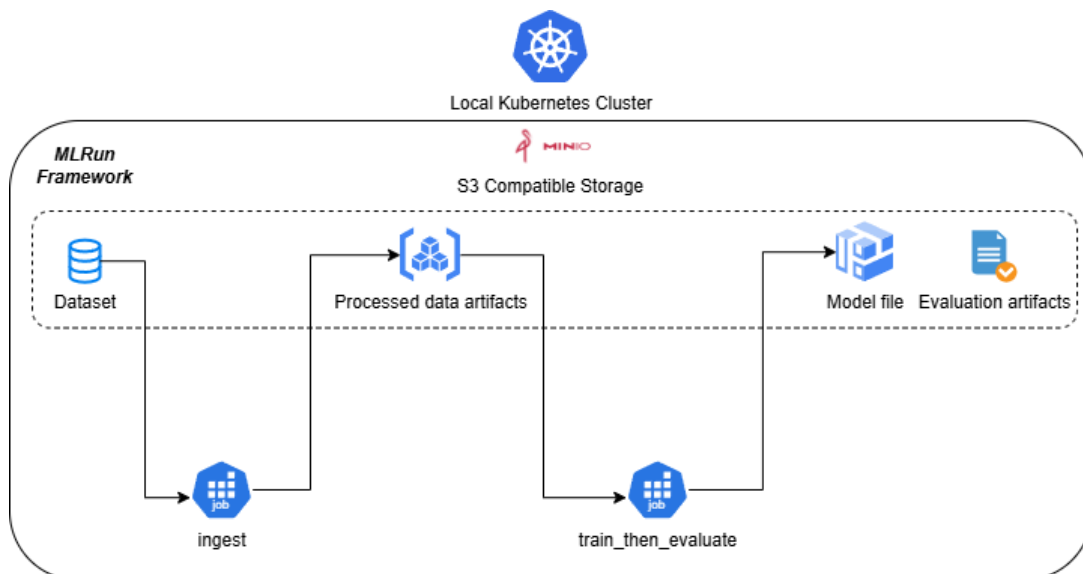 Local Kubernetes Cluster
MLRun
Framework
MINIO
S3 Compatible Storage
Dataset
Processed data artifacts
Model file
Evaluation artifacts
job
ingest
job
train_then_evaluate